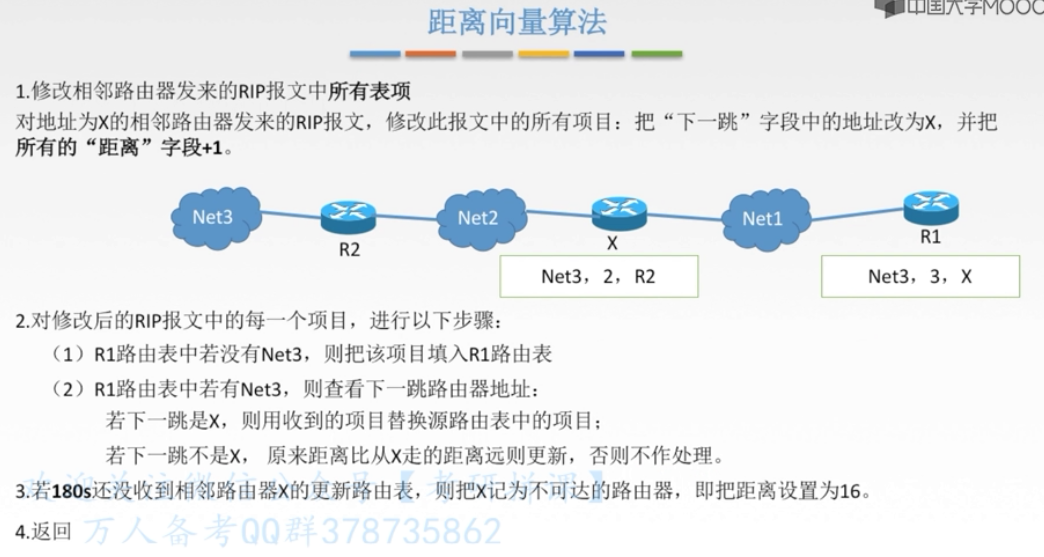 中国大学MOOC
距离向量算法
1.修改相邻路由器发来的RIP报文中所有表项
对地址为X的相邻路由器发来的RIP报文，修改此报文中的所有项目：把“下一跳”字段中的地址改为X，并把
所有的“距离”字段+1。
Net3
Net2
Net1
R2
X
R1
Net3，2，R2
Net3，3，X
2.对修改后的RIP报文中的每一个项目，进行以下步骤：
（1）R1路由表中若没有Net3，则把该项目填入R1路由表
（2）R1路由表中若有Net3，则查看下一跳路由器地址：
若下一跳是X，则用收到的项目替换源路由表中的项目；
若下一跳不是X， 原来距离比从X走的距离远则更新，否则不作处理。
3.若180s还没收到相邻路由器X的更新路由表，则把X记为不可达的路由器，即把距离设置为16。
4.返回
万人备考QQ群378735862